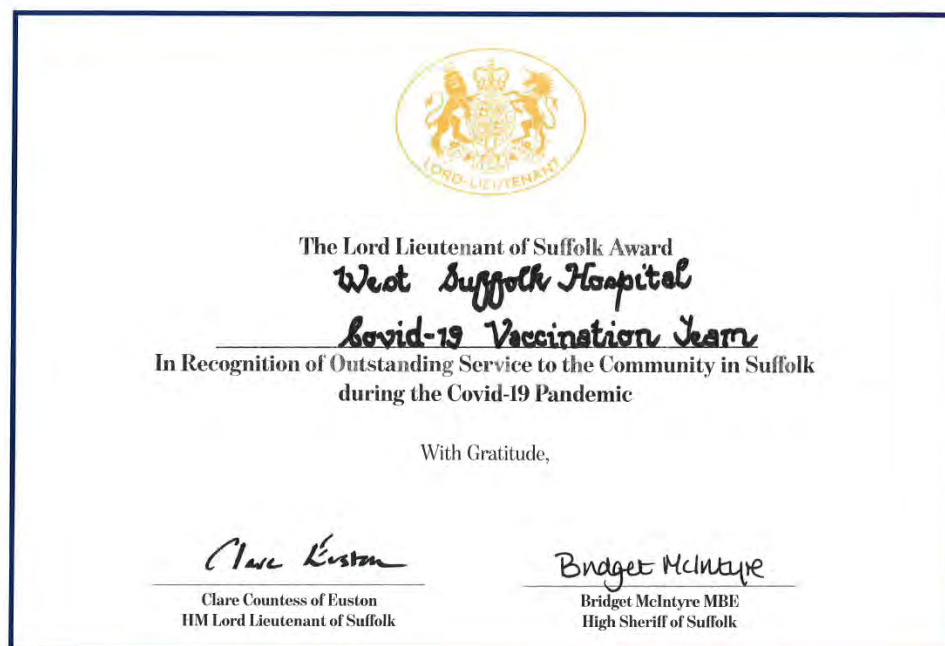 LORD-LIEUTENANT
The Lord Lieutenant of Suffolk Award
West Suffolk Hospital
Covid-19 Vaccination Team
In Recognition of Outstanding Service to the Community in Suffolk
during the Covid-19 Pandemic
With Gratitude,
Clare Euston
Bridget McIntyre
Clare Countess of Euston
HM Lord Lieutenant of Suffolk
Bridget McIntyre MBE
High Sheriff of Suffolk